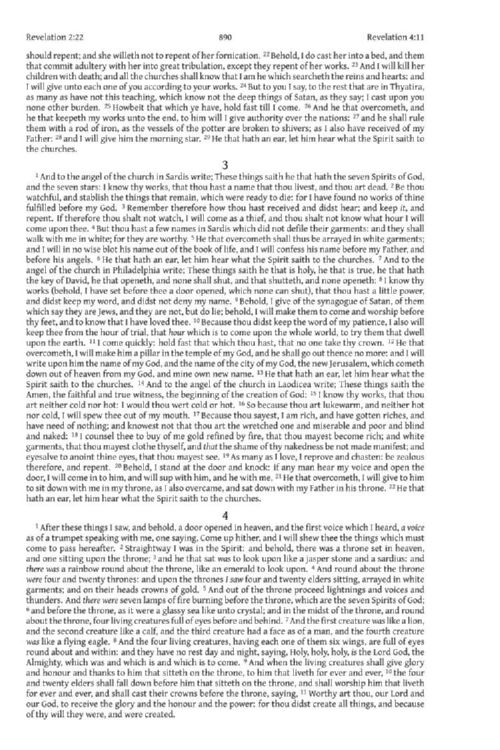 Revelation 2:22 890 Revelation 4:11
should repent; and she willeth not to repent of her fornication. 22 Behold, I do cast her into a bed, and them
that commit adultery with her into great tribulation, except they repent of her works. 23 And I will kill her
children with death; and all the churches shall know that I am he which searcheth the reins and hearts: and
I will give unto each one of you according to your works. 24 But to you I say, to the rest that are in Thyatira,
as many as have not this teaching, which know not the deep things of Satan, as they say; I cast upon you
none other burden. 25 Howbeit that which ye have, hold fast till I come. 26 And he that overcometh, and
he that keepeth my works unto the end, to him will I give authority over the nations: 27 and he shall rule
them with a rod of iron, as the vessels of the potter are broken to shivers; as I also have received of my
Father: 28 and I will give him the morning star. 29 He that hath an ear, let him hear what the Spirit saith to
the churches.
3
1 And to the angel of the church in Sardis write; These things saith he that hath the seven Spirits of God,
and the seven stars: I know thy works, that thou hast a name that thou livest, and thou art dead. 2 Be thou
watchful, and stablish the things that remain, which were ready to die: for I have found no works of thine
fulfilled before my God. 3 Remember therefore how thou hast received and didst hear; and keep it, and
repent. If therefore thou shalt not watch, I will come as a thief, and thou shalt not know what hour I will
come upon thee. 4 But thou hast a few names in Sardis which did not defile their garments: and they shall
walk with me in white; for they are worthy. 5 He that overcometh shall thus be arrayed in white garments;
and I will in no wise blot his name out of the book of life, and I will confess his name before my Father, and
before his angels. 6 He that hath an ear, let him hear what the Spirit saith to the churches. 7 And to the
angel of the church in Philadelphia write; These things saith he that is holy, he that is true, he that hath
the key of David, he that openeth, and none shall shut, and that shutteth, and none openeth: 8 I know thy
works (behold, I have set before thee a door opened, which none can shut), that thou hast a little power,
and didst keep my word, and didst not deny my name. 9 Behold, I give of the synagogue of Satan, of them
which say they are Jews, and they are not, but do lie; behold, I will make them to come and worship before
thy feet, and to know that I have loved thee. 10 Because thou didst keep the word of my patience, I also will
keep thee from the hour of trial, that hour which is to come upon the whole world, to try them that dwell
upon the earth. 11 I come quickly: hold fast that which thou hast, that no one take thy crown. 12 He that
overcometh, I will make him a pillar in the temple of my God, and he shall go out thence no more: and I will
write upon him the name of my God, and the name of the city of my God, the new Jerusalem, which cometh
down out of heaven from my God, and mine own new name. 13 He that hath an ear, let him hear what the
Spirit saith to the churches. 14 And to the angel of the church in Laodicea write; These things saith the
Amen, the faithful and true witness, the beginning of the creation of God: 15 I know thy works, that thou
art neither cold nor hot: I would thou wert cold or hot. 16 So because thou art lukewarm, and neither hot
nor cold, I will spew thee out of my mouth. 17 Because thou sayest, I am rich, and have gotten riches, and
have need of nothing; and knowest not that thou art the wretched one and miserable and poor and blind
and naked: 18 I counsel thee to buy of me gold refined by fire, that thou mayest become rich; and white
garments, that thou mayest clothe thyself, and that the shame of thy nakedness be not made manifest; and
eyesalve to anoint thine eyes, that thou mayest see. 19 As many as I love, I reprove and chasten: be zealous
therefore, and repent. 20 Behold, I stand at the door and knock: if any man hear my voice and open the
door, I will come in to him, and will sup with him, and he with me. 21 He that overcometh, I will give to him
to sit down with me in my throne, as I also overcame, and sat down with my Father in his throne. 22 He that
hath an ear, let him hear what the Spirit saith to the churches.
4
1 After these things I saw, and behold, a door opened in heaven, and the first voice which I heard, a voice
as of a trumpet speaking with me, one saying, Come up hither, and I will shew thee the things which must
come to pass hereafter. 2 Straightway I was in the Spirit: and behold, there was a throne set in heaven,
and one sitting upon the throne; 3 and he that sat was to look upon like a jasper stone and a sardius: and
there was a rainbow round about the throne, like an emerald to look upon. 4 And round about the throne
were four and twenty thrones: and upon the thrones I saw four and twenty elders sitting, arrayed in white
garments; and on their heads crowns of gold. 5 And out of the throne proceed lightnings and voices and
thunders. And there were seven lamps of fire burning before the throne, which are the seven Spirits of God;
6 and before the throne, as it were a glassy sea like unto crystal; and in the midst of the throne, and round
about the throne, four living creatures full of eyes before and behind. 7 And the first creature was like a lion,
and the second creature like a calf, and the third creature had a face as of a man, and the fourth creature
was like a flying eagle. 8 And the four living creatures, having each one of them six wings, are full of eyes
round about and within: and they have no rest day and night, saying, Holy, holy, holy, is the Lord God, the
Almighty, which was and which is and which is to come. 9 And when the living creatures shall give glory
and honour and thanks to him that sitteth on the throne, to him that liveth for ever and ever, 10 the four
and twenty elders shall fall down before him that sitteth on the throne, and shall worship him that liveth
for ever and ever, and shall cast their crowns before the throne, saying, 11 Worthy art thou, our Lord and
our God, to receive the glory and the honour and the power: for thou didst create all things, and because
of thy will they were, and were created.